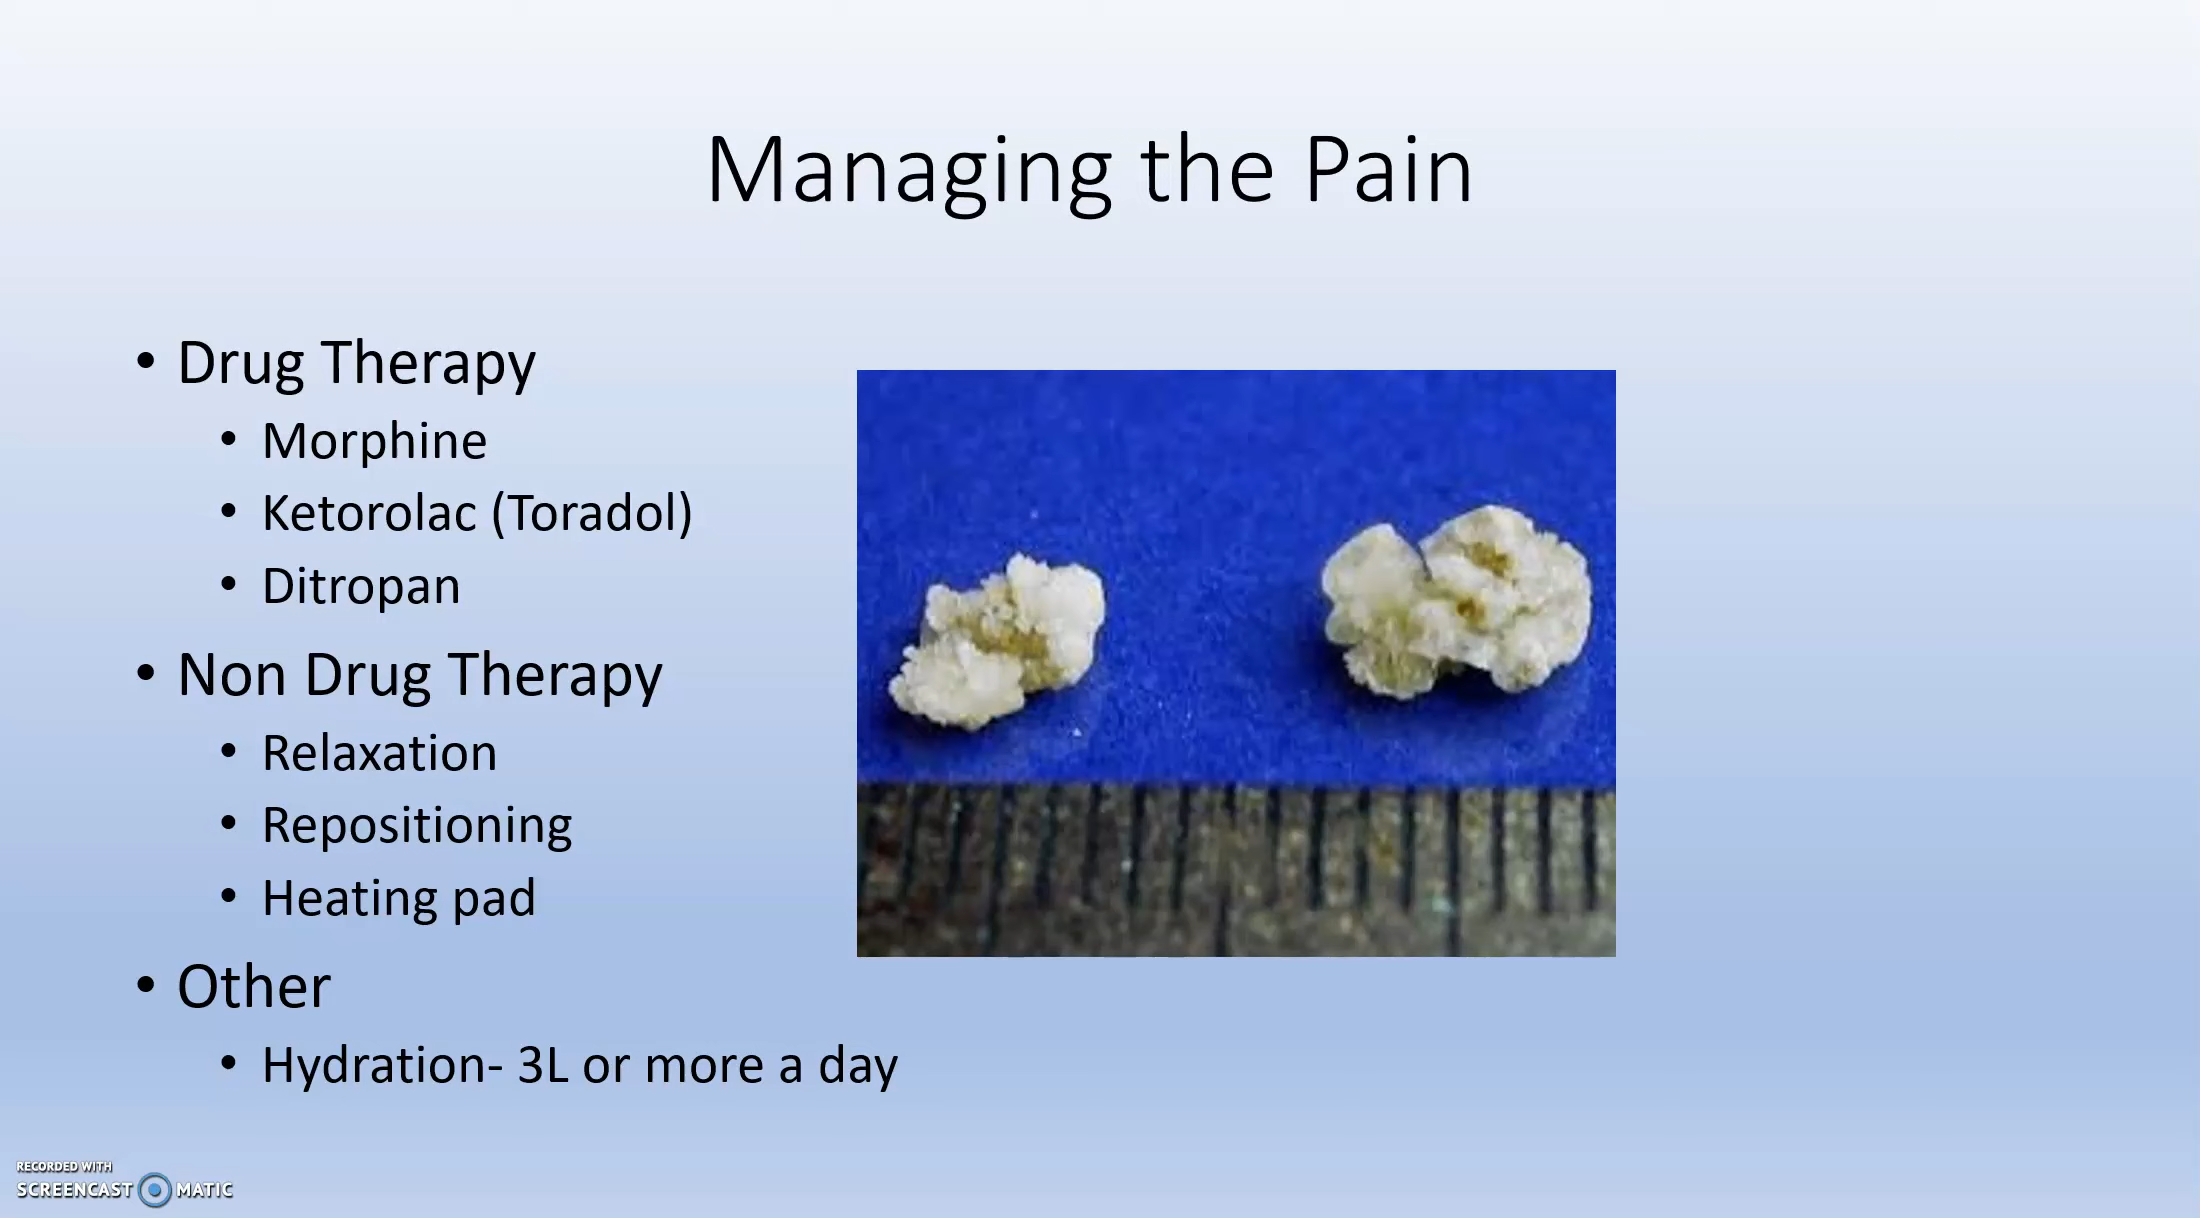 Managing the Pain
• Drug Therapy
• Morphine
• Ketorolac (Toradol)
• Ditropan
• Non Drug Therapy
• Relaxation
• Repositioning
• Heating pad
• Other
• Hydration- 3L or more a day
RECORDED WITH
SCREENCAST MATIC